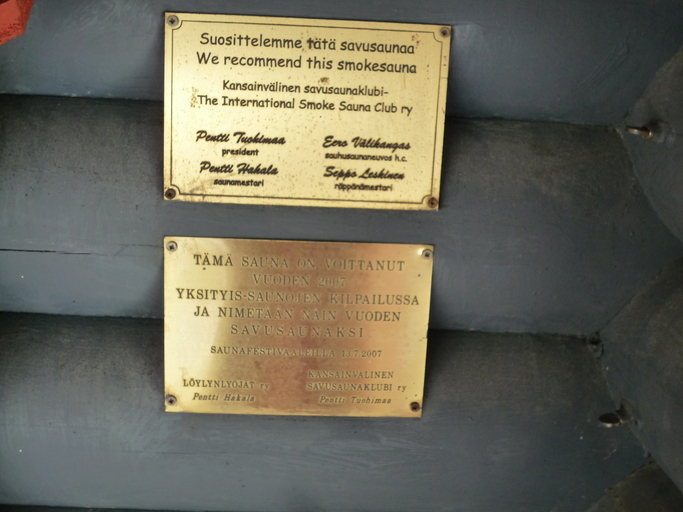 Suosittelemme tätä savusaunaa
We recommend this smokesauna
Kansainvälinen savusaunaklubi-
The International Smoke Sauna Club ry
Pentti Tuohimaa
president
Eero Välikangas
sauhusaunaneuvos h.c.
Pentti Hakala
saunamestari
Seppo Leskinen
räppänämestari
TÄMÄ SAUNA ON VOITTANUT
VUODEN 2007
YKSITYIS-SAUNOJEN KILPAILUSSA
JA NIMETÄÄN NÄIN VUODEN
SAVUSAUNAKSI
SAUNAFESTIVAALEILLA 14.7.2007
LÖYLYNLYÖJÄT ry
Pentti Hakala
KANSAINVÄLINEN
SAVUSAUNAKLUBI ry
Pentti Tuohimaa